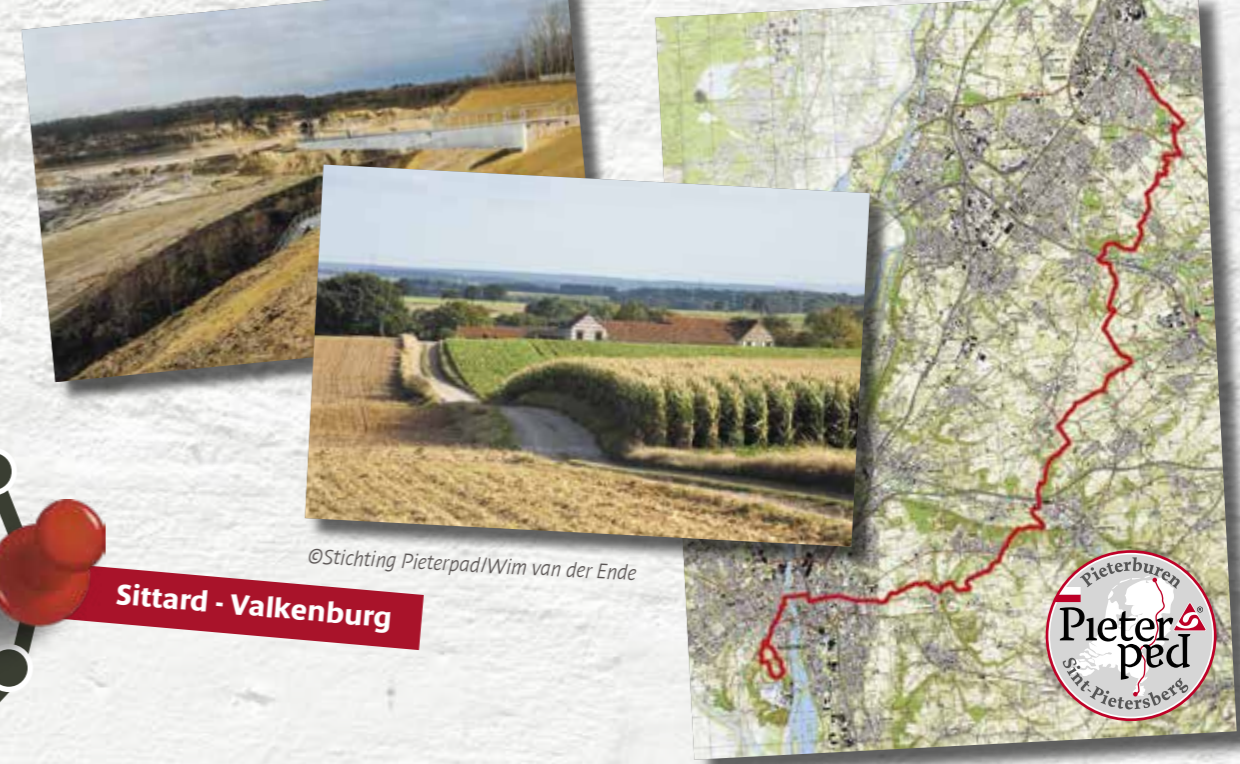 ©Stichting Pieterpad/Wim van der Ende
Sittard - Valkenburg
Pieterburen
Pieter
pad
®
Sint-Pietersberg